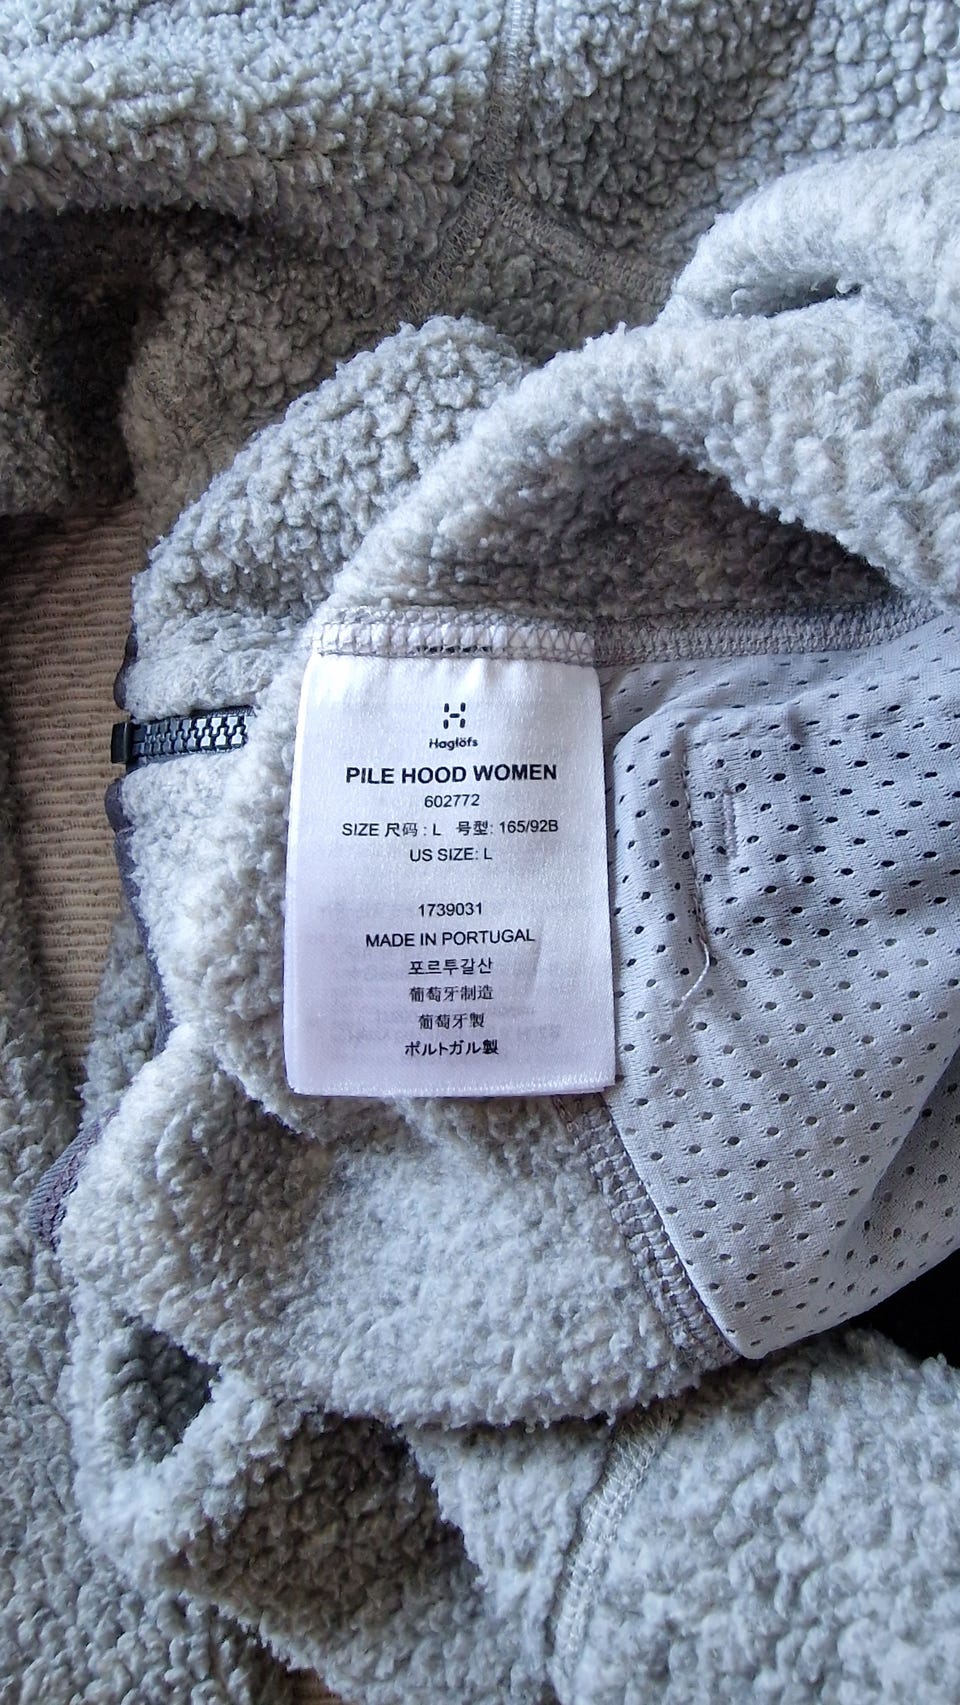 Haglöfs
PILE HOOD WOMEN
602772
SIZE 尺码 : L 号型: 165/92B
US SIZE: L
1739031
MADE IN PORTUGAL
포르투갈산
葡萄牙制造
葡萄牙製
ポルトガル製